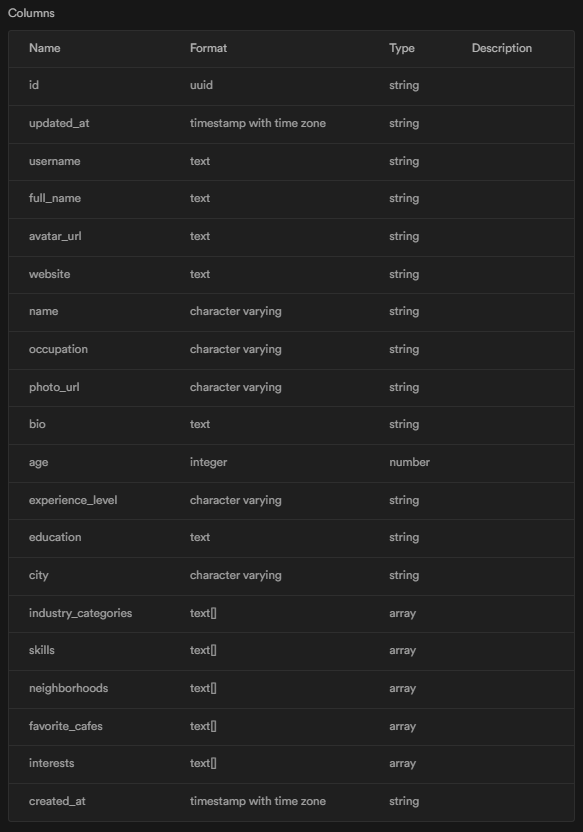 Columns
Name Format Type Description
id uuid string
updated_at timestamp with time zone string
username text string
full_name text string
avatar_url text string
website text string
name character varying string
occupation character varying string
photo_url character varying string
bio text string
age integer number
experience_level character varying string
education text string
city character varying string
industry_categories text[] array
skills text[] array
neighborhoods text[] array
favorite_cafes text[] array
interests text[] array
created_at timestamp with time zone string